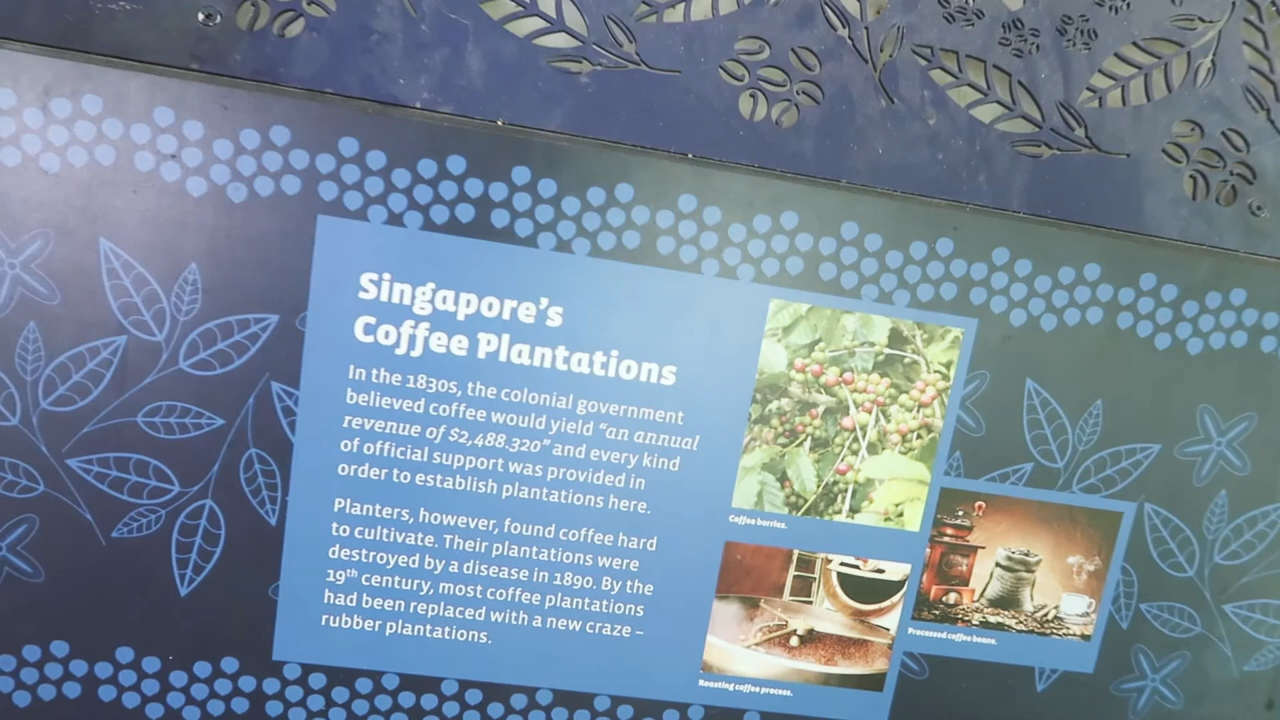 Singapore's
Coffee Plantations
In the 1830s, the colonial government
believed coffee would yield "an annual
revenue of $2,488.320" and every kind
of official support was provided in
order to establish plantations here.
Planters, however, found coffee hard
to cultivate. Their plantations were
destroyed by a disease in 1890. By the
19th century, most coffee plantations
had been replaced with a new craze –
rubber plantations.
Coffee berries.
Roasting coffee process.
Processed coffee beans.